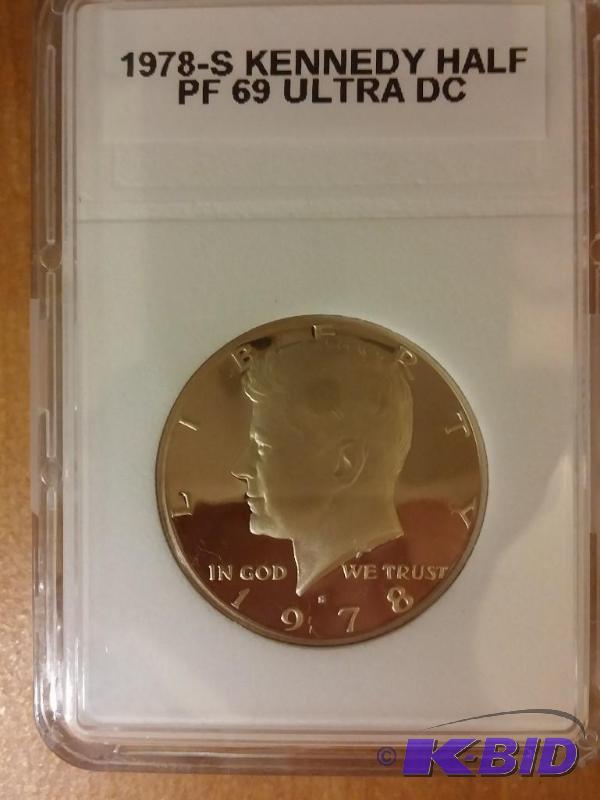 1978-S KENNEDY HALF
PF 69 ULTRA DC
LIBERTY
IN GOD WE TRUST
S
1978
© K-BID